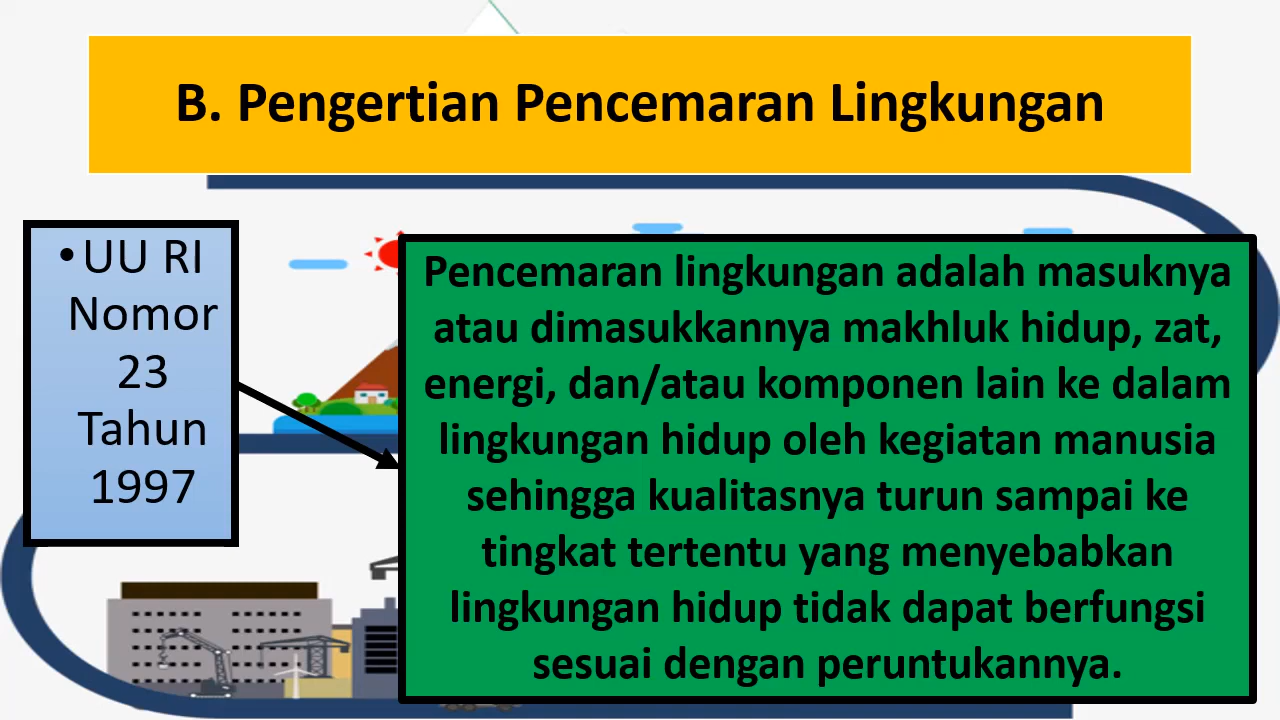 B. Pengertian Pencemaran Lingkungan
• UU RI
Nomor
23
Tahun
1997
Pencemaran lingkungan adalah masuknya
atau dimasukkannya makhluk hidup, zat,
energi, dan/atau komponen lain ke dalam
lingkungan hidup oleh kegiatan manusia
sehingga kualitasnya turun sampai ke
tingkat tertentu yang menyebabkan
lingkungan hidup tidak dapat berfungsi
sesuai dengan peruntukannya.